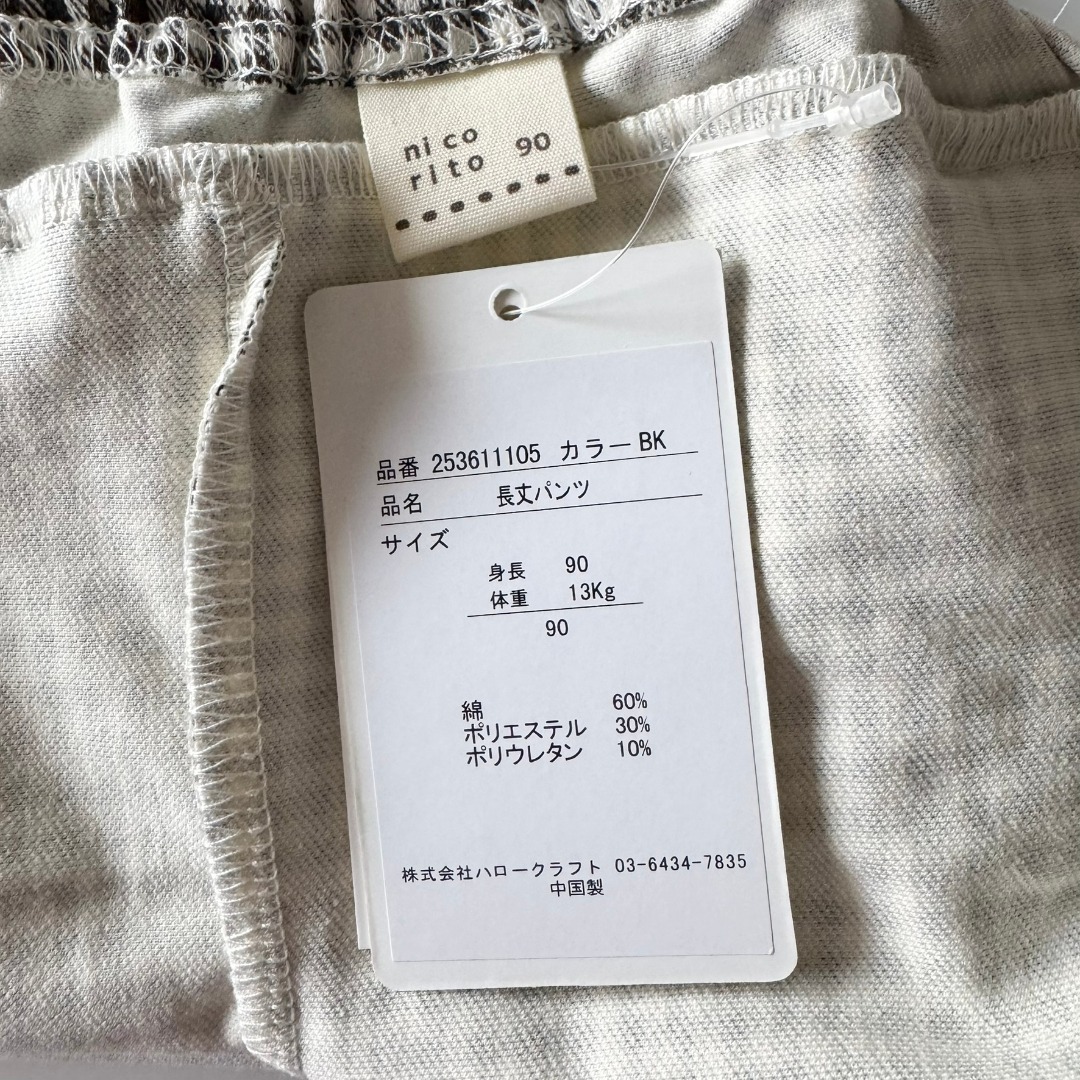 nico
rito 90
品番 253611105 カラーBK
品名 長丈パンツ
サイズ
身長 90
体重 13Kg
90
綿 60%
ポリエステル 30%
ポリウレタン 10%
株式会社ハロークラフト 03-6434-7835
中国製